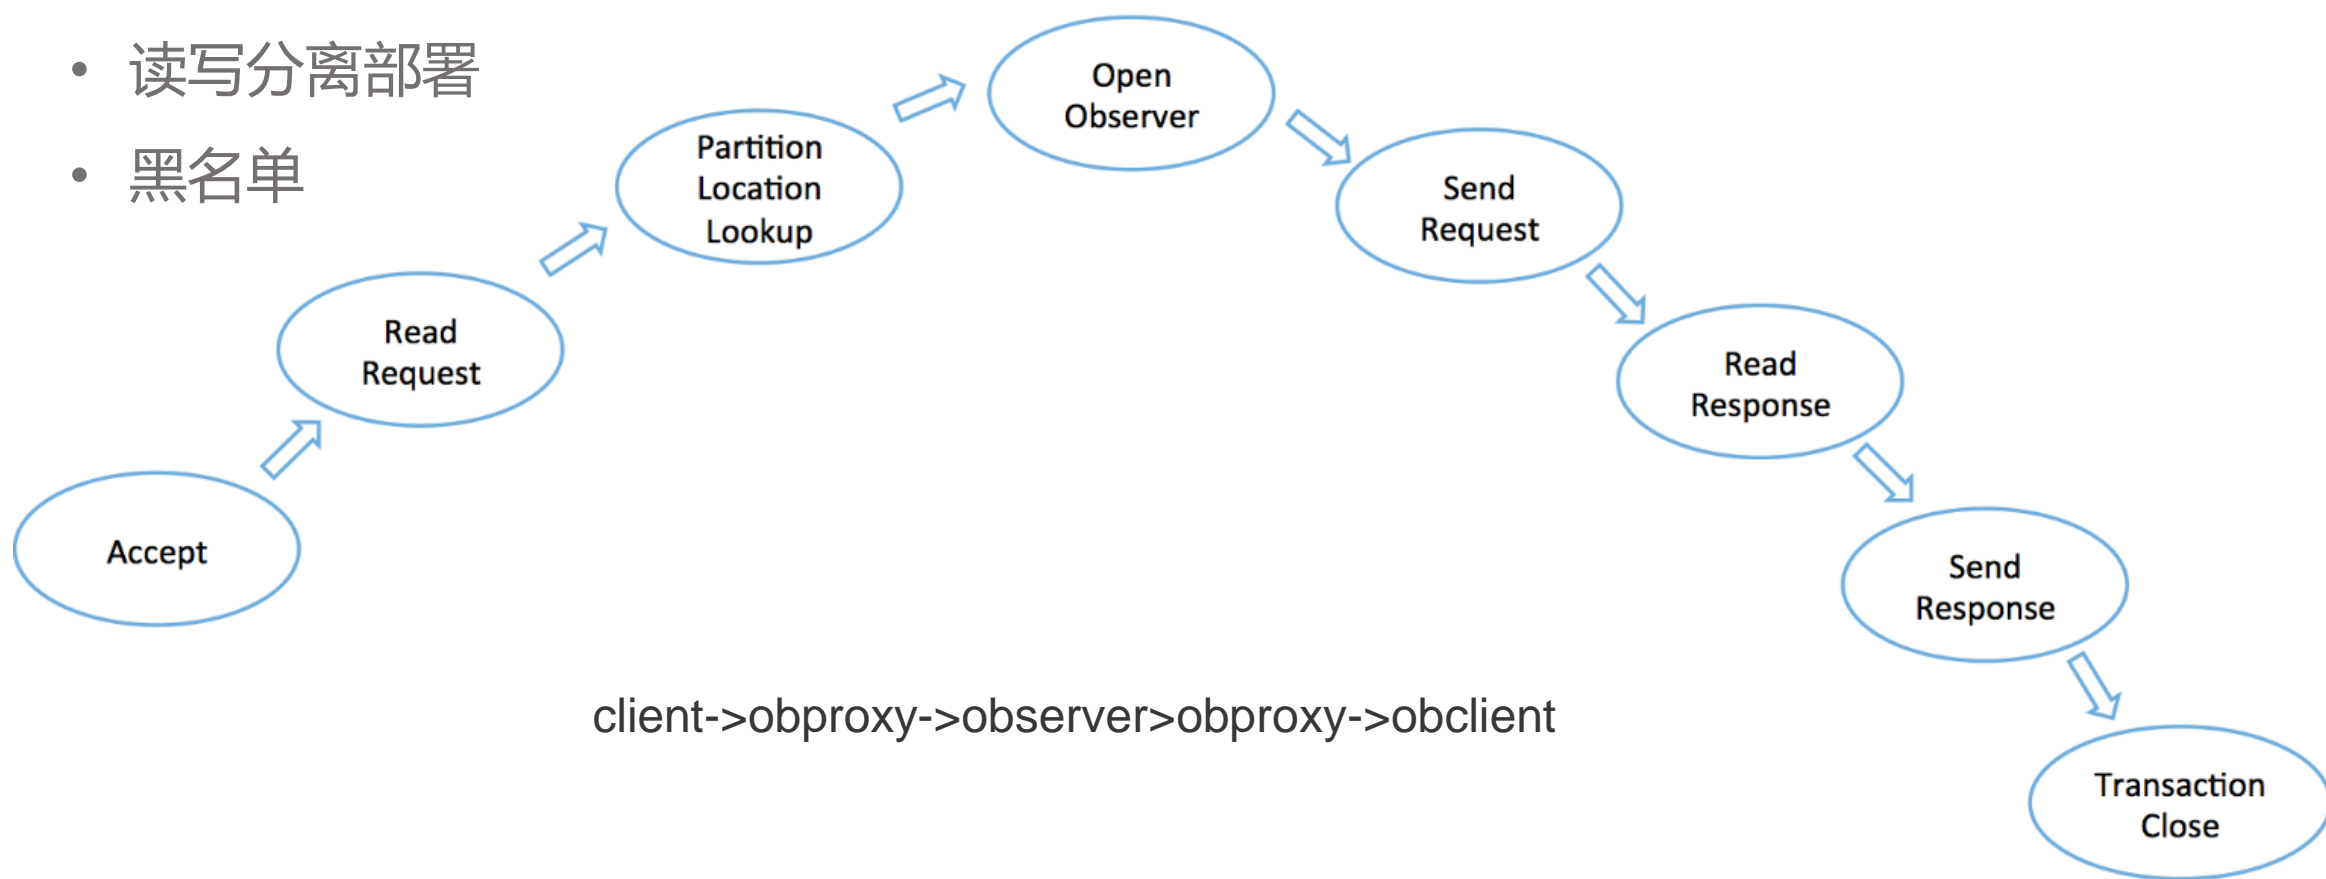 • 读写分离部署
• 黑名单
Accept
Read
Request
Partition
Location
Lookup
Open
Observer
Send
Request
Read
Response
Send
Response
Transaction
Close
client->obproxy->observer>obproxy->obclient